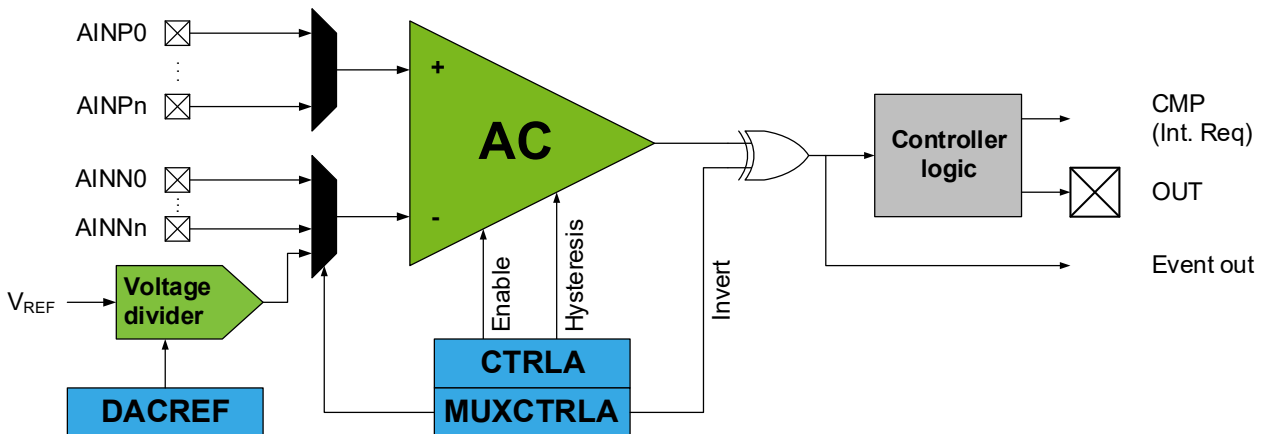 AINP0
AINPn
+
AC
-
AINN0
AINNn
VREF
Voltage
divider
DACREF
Enable
Hysteresis
Invert
CTRLA
MUXCTRLA
Controller
logic
CMP
(Int. Req)
OUT
Event out